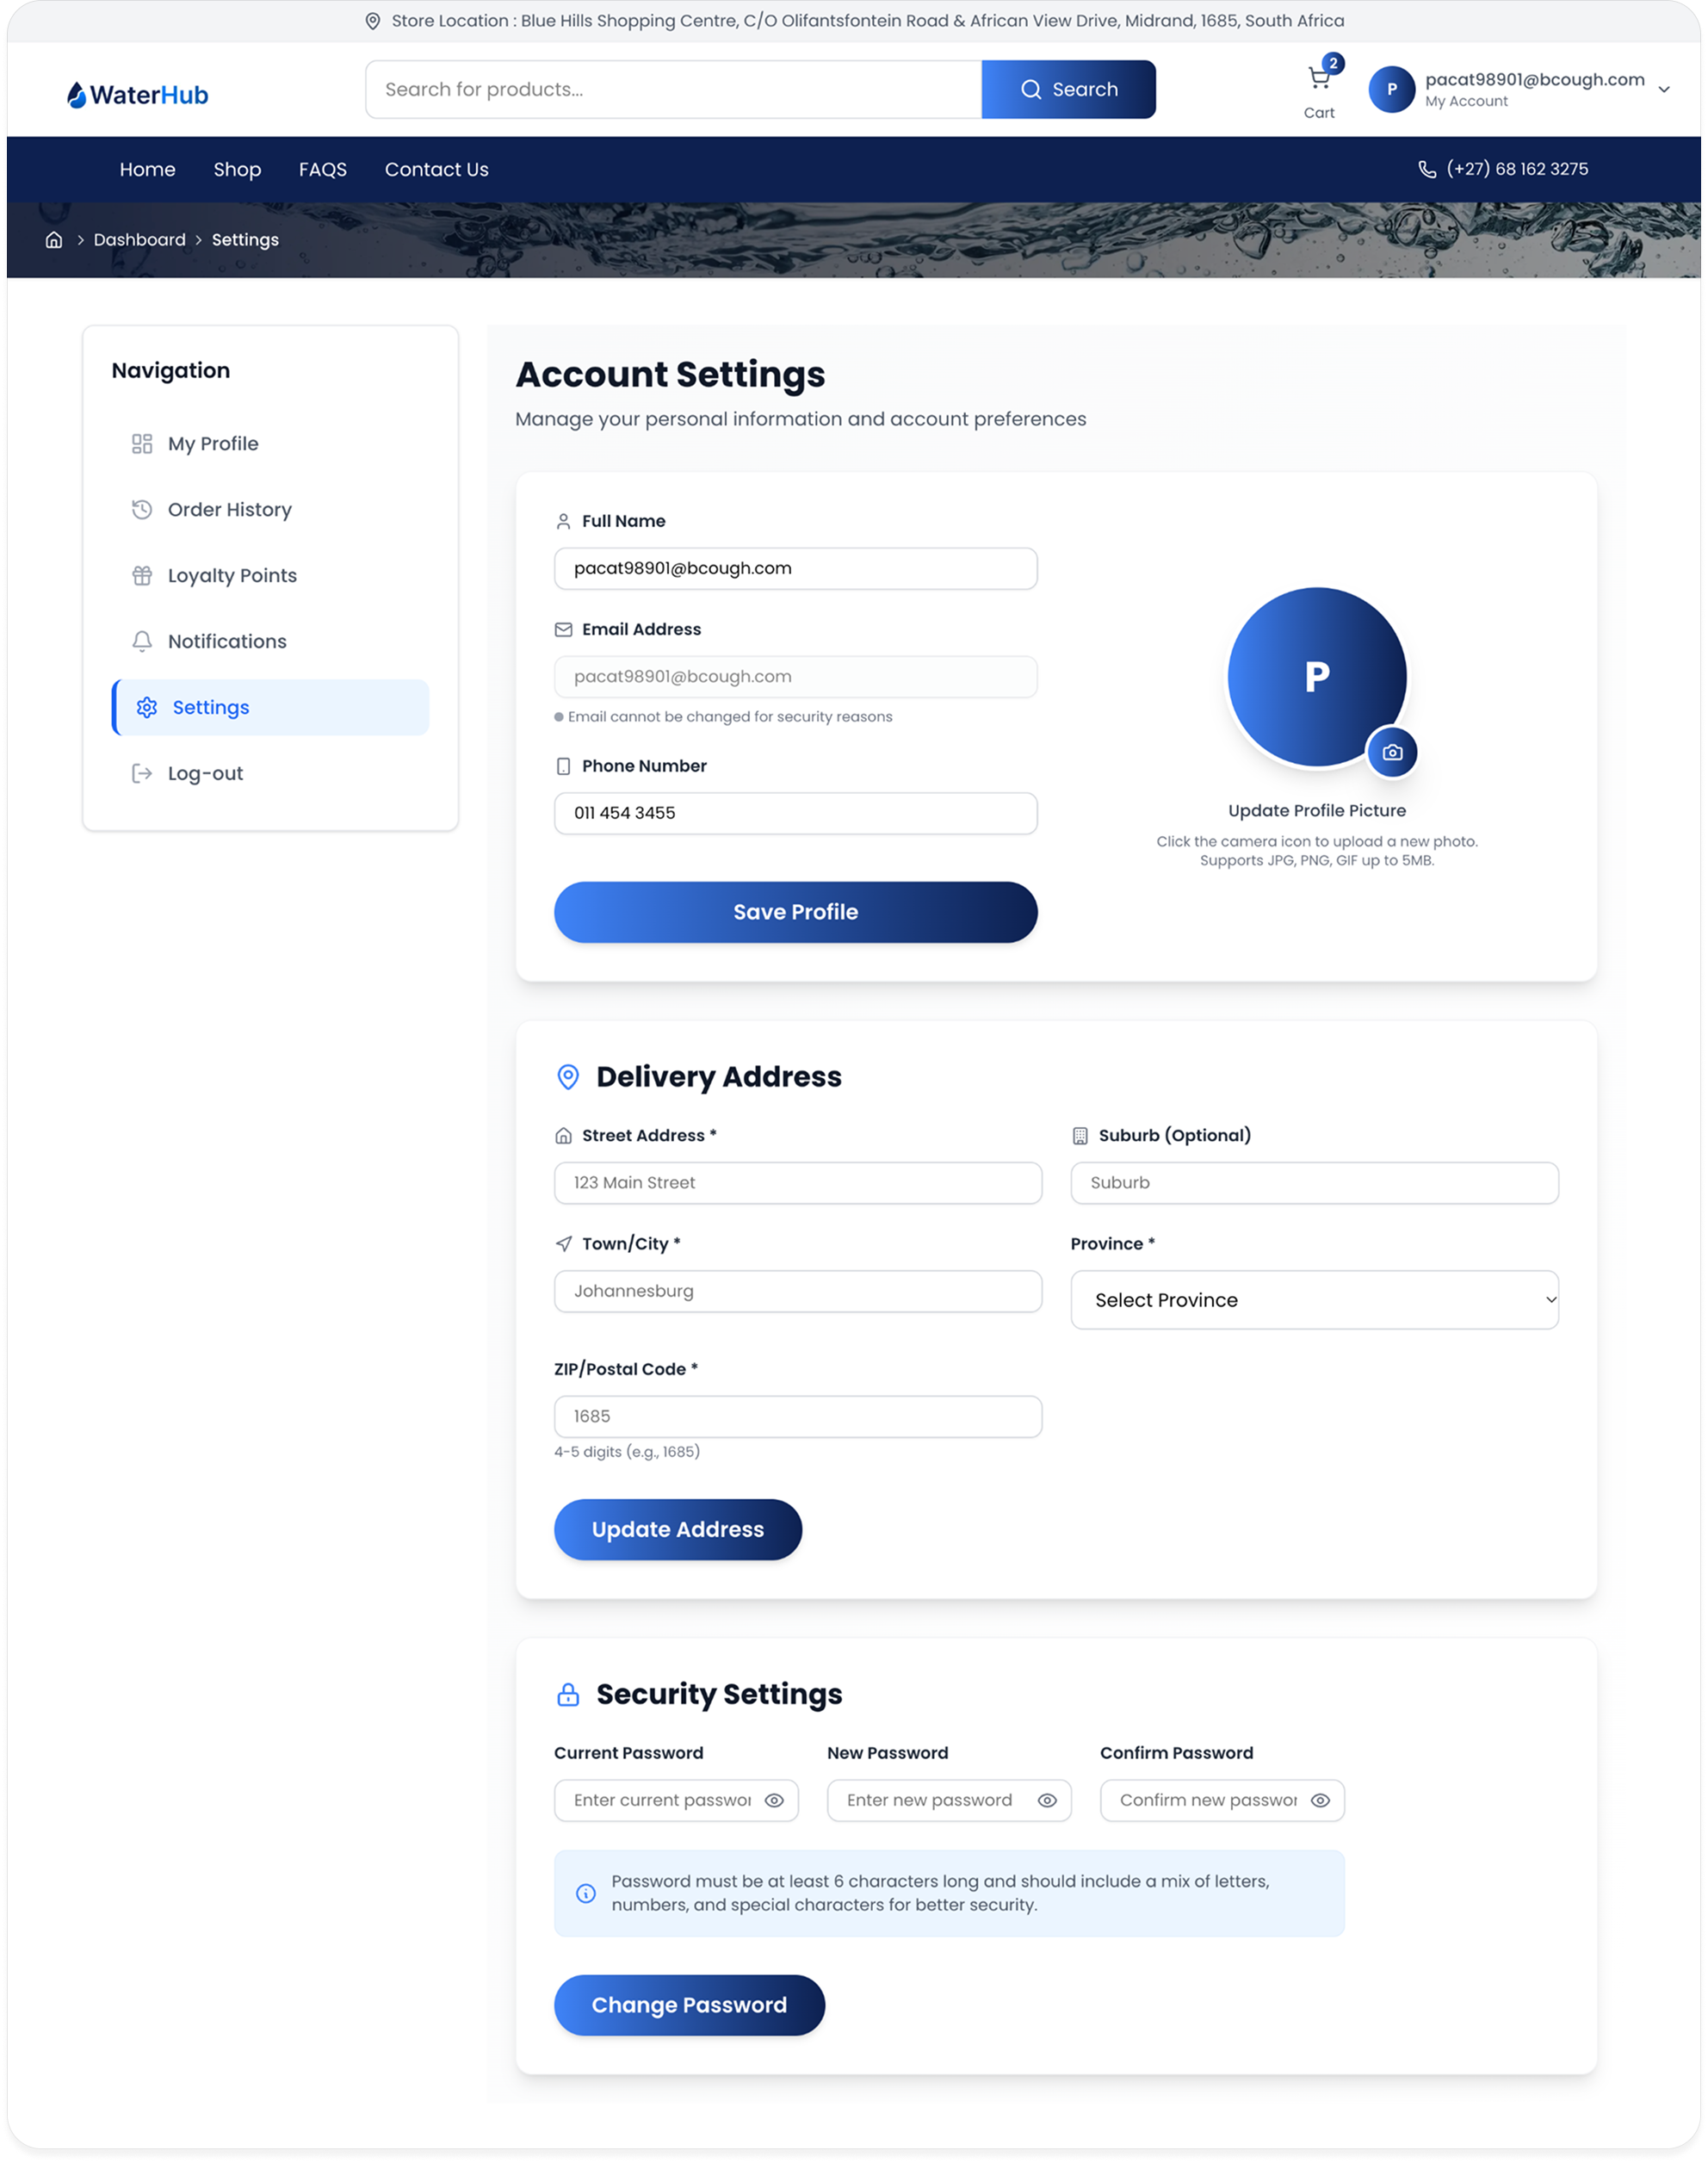 Store Location : Blue Hills Shopping Centre, C/O Olifantsfontein Road & African View Drive, Midrand, 1685, South Africa
WaterHub
Search for products...
Search
2
Cart
P
pacat98901@bcough.com
My Account
Home
Shop
FAQS
Contact Us
(+27) 68 162 3275
Dashboard
Settings
Navigation
My Profile
Order History
Loyalty Points
Notifications
Settings
Log-out
Account Settings
Manage your personal information and account preferences
Full Name
pacat98901@bcough.com
Email Address
pacat98901@bcough.com
Email cannot be changed for security reasons
Phone Number
011 454 3455
Save Profile
P
Update Profile Picture
Click the camera icon to upload a new photo.
Supports JPG, PNG, GIF up to 5MB.
Delivery Address
Street Address *
123 Main Street
Suburb (Optional)
Suburb
Town/City *
Johannesburg
Province *
Select Province
ZIP/Postal Code *
1685
4-5 digits (e.g., 1685)
Update Address
Security Settings
Current Password
New Password
Confirm Password
Enter current passwor
Enter new password
Confirm new passwor
Password must be at least 6 characters long and should include a mix of letters,
numbers, and special characters for better security.
Change Password